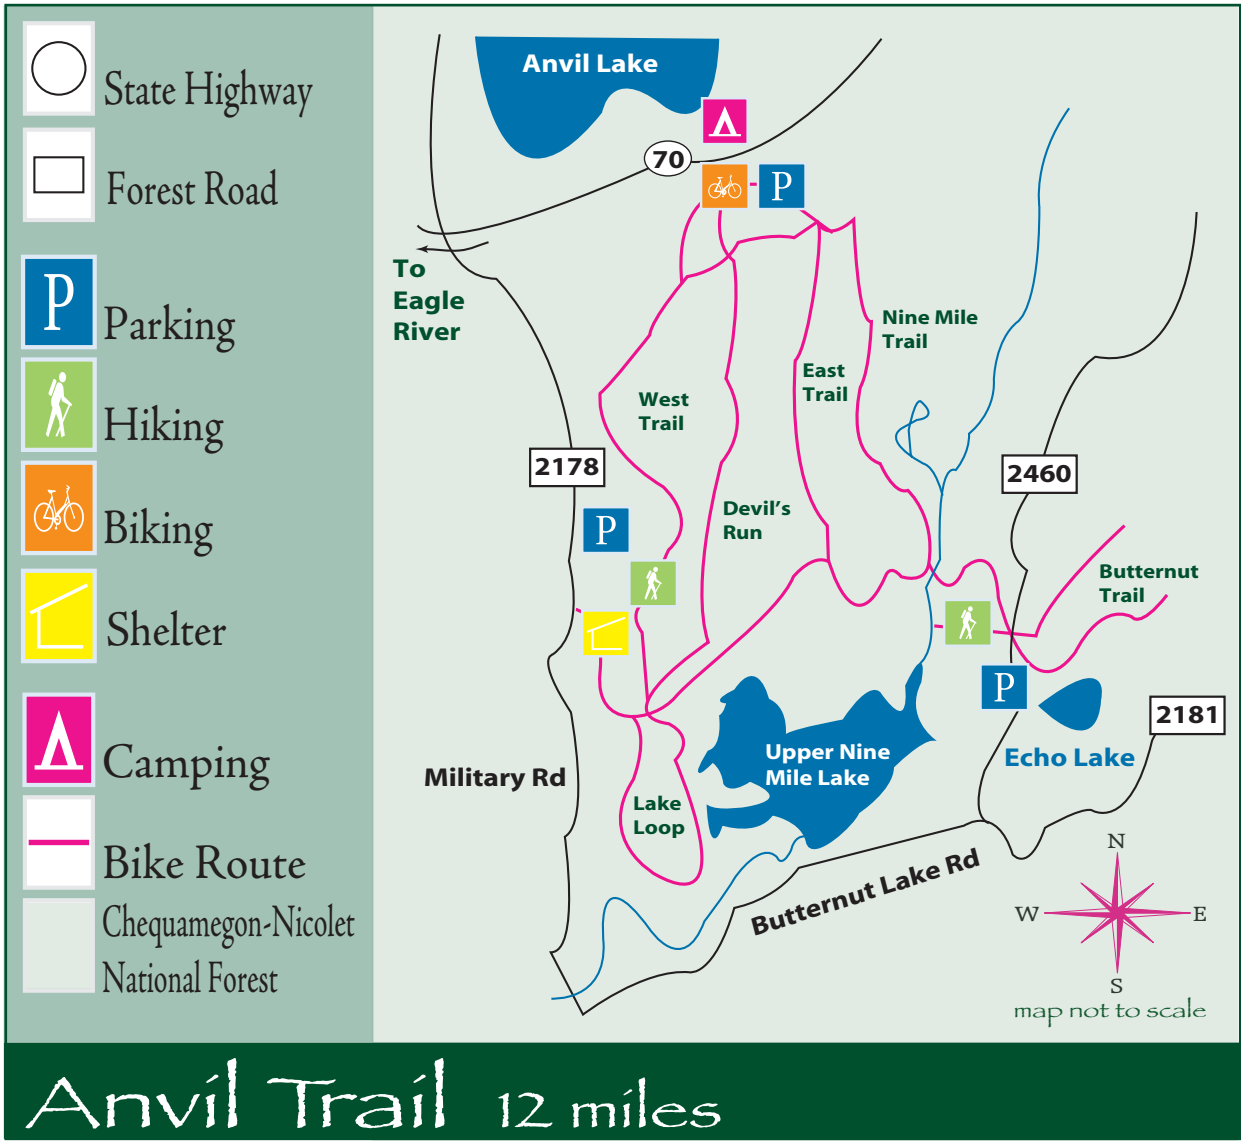 State Highway
Forest Road
P
Parking
Hiking
Biking
Shelter
Camping
Bike Route
Chequamegon-Nicolet
National Forest
Anvil Lake
70
P
To
Eagle
River
Nine Mile
Trail
East
Trail
West
Trail
2178
2460
Devil's
Run
P
Butternut
Trail
P
2181
Upper Nine
Mile Lake
Echo Lake
Military Rd
Lake
Loop
Butternut Lake Rd
N
W
E
S
map not to scale
Anvil Trail 12 miles